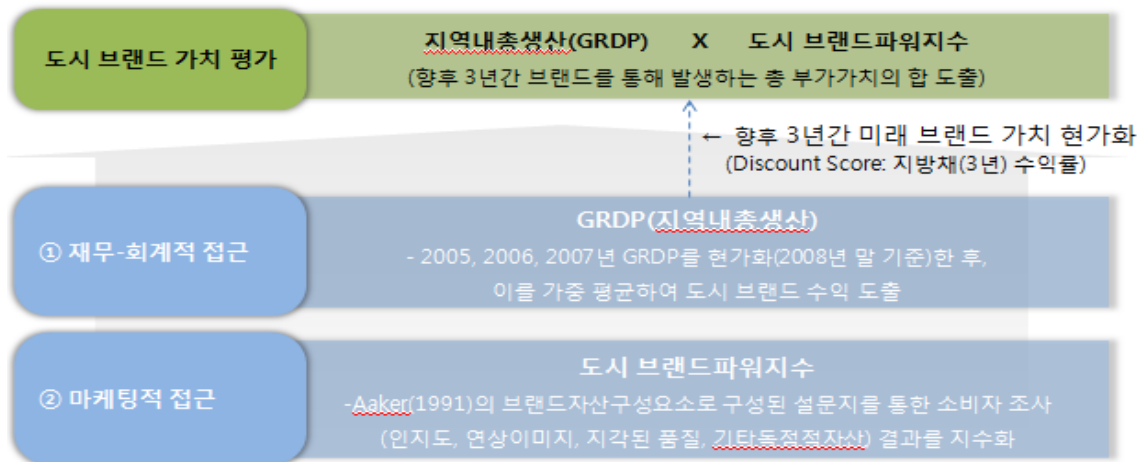 도시 브랜드 가치 평가
지역내총생산(GRDP) X 도시 브랜드파워지수
(향후 3년간 브랜드를 통해 발생하는 총 부가가치의 합 도출)
← 향후 3년간 미래 브랜드 가치 현가화
(Discount Score: 지방채(3년) 수익률)
① 재무-회계적 접근
GRDP(지역내총생산)
- 2005, 2006, 2007년 GRDP를 현가화(2008년 말 기준)한 후,
이를 가중 평균하여 도시 브랜드 수익 도출
② 마케팅적 접근
도시 브랜드파워지수
-Aaker(1991)의 브랜드자산구성요소로 구성된 설문지를 통한 소비자 조사
(인지도, 연상이미지, 지각된 품질, 기타독점적자산) 결과를 지수화